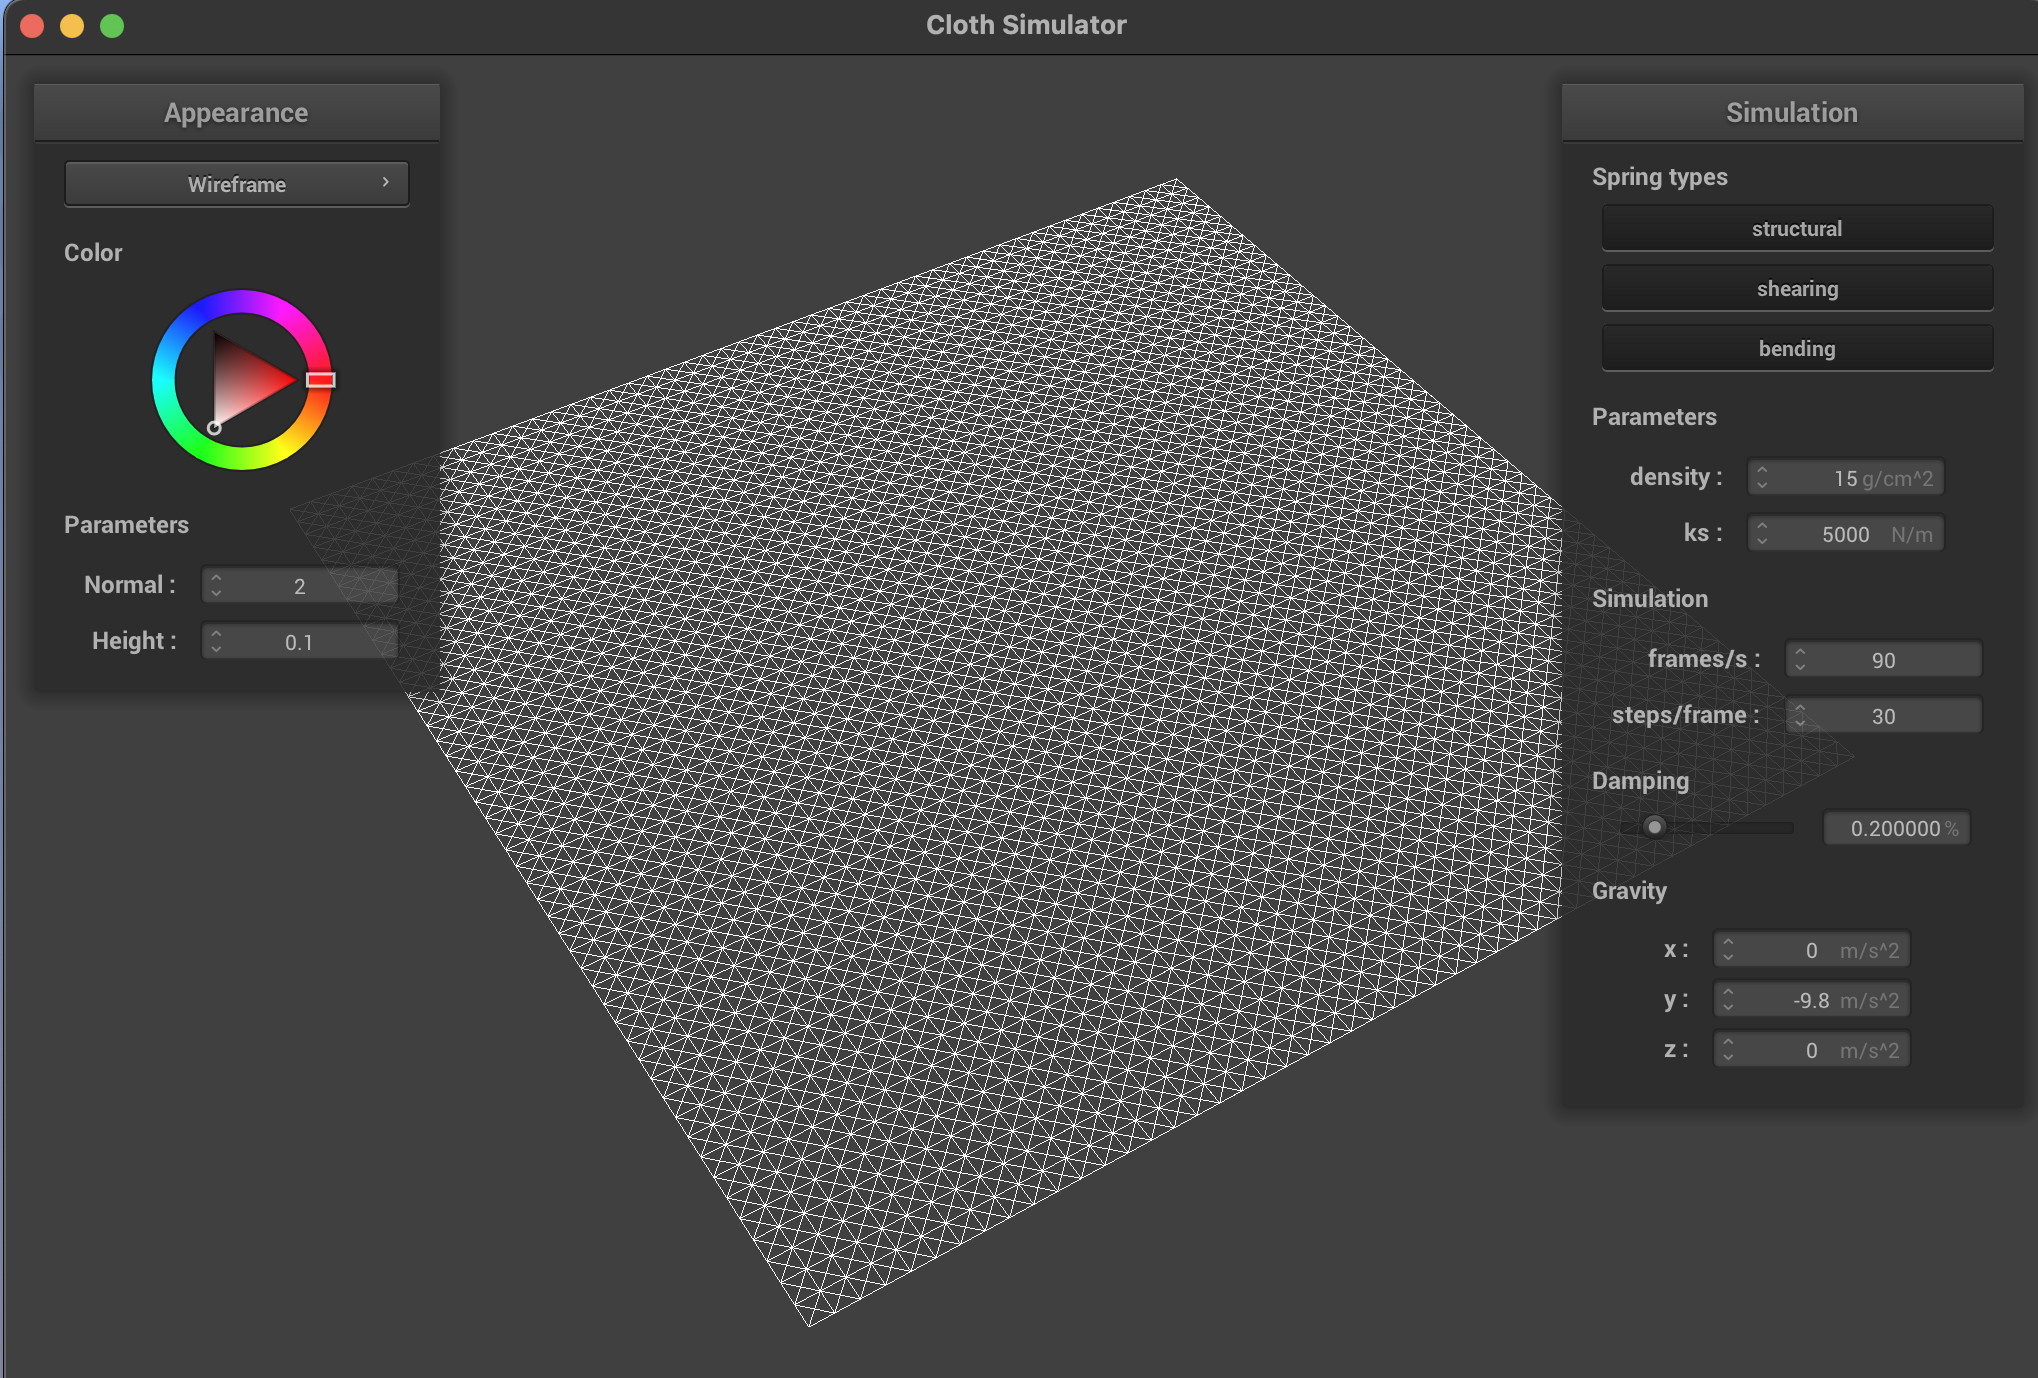 Cloth Simulator
Appearance
Wireframe ›
Color
Parameters
Normal : 2
Height : 0.1
Simulation
Spring types
structural
shearing
bending
Parameters
density : 15 g/cm^2
ks : 5000 N/m
Simulation
frames/s : 90
steps/frame : 30
Damping
0.200000 %
Gravity
x : 0 m/s^2
y : -9.8 m/s^2
z : 0 m/s^2